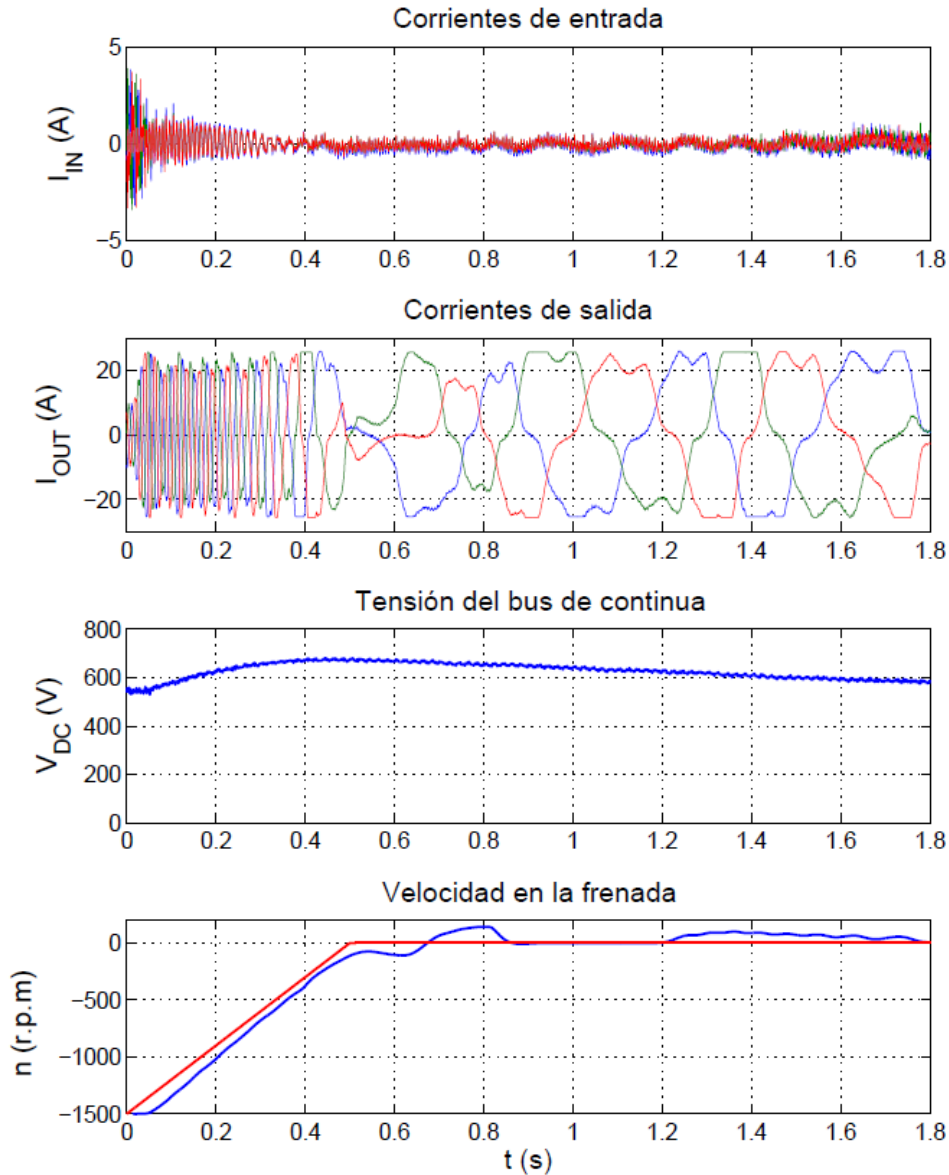 Corrientes de entrada
I_IN (A)
5
0
−5
0 0.2 0.4 0.6 0.8 1 1.2 1.4 1.6 1.8
Corrientes de salida
I_OUT (A)
20
0
−20
0 0.2 0.4 0.6 0.8 1 1.2 1.4 1.6 1.8
Tensión del bus de continua
V_DC (V)
800
600
400
200
0
0 0.2 0.4 0.6 0.8 1 1.2 1.4 1.6 1.8
Velocidad en la frenada
n (r.p.m)
0
−500
−1000
−1500
0 0.2 0.4 0.6 0.8 1 1.2 1.4 1.6 1.8
t (s)